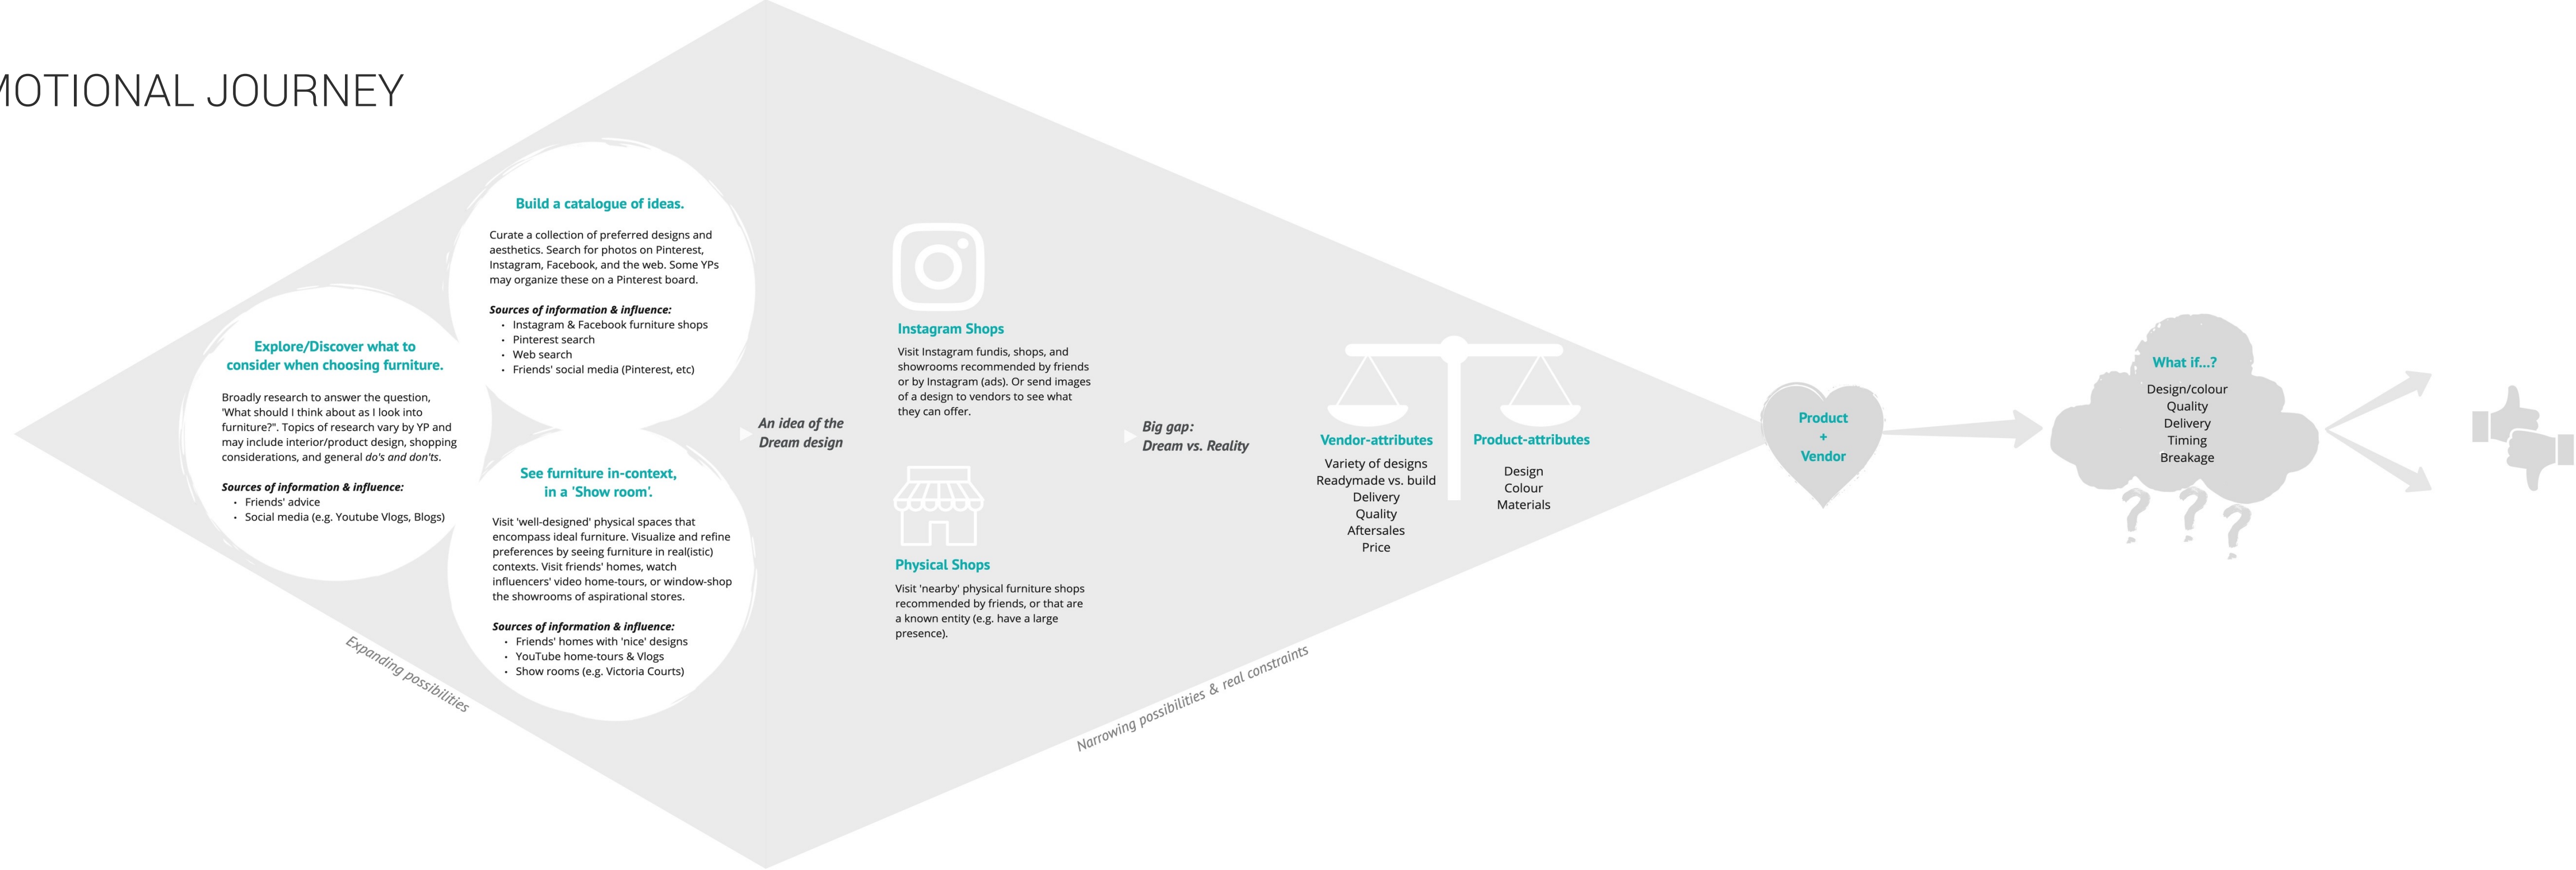 MOTIONAL JOURNEY
Explore/Discover what to
consider when choosing furniture.
Broadly research to answer the question,
'What should I think about as I look into
furniture?". Topics of research vary by YP and
may include interior/product design, shopping
considerations, and general do's and don'ts.
Sources of information & influence:
• Friends' advice
• Social media (e.g. Youtube Vlogs, Blogs)
Build a catalogue of ideas.
Curate a collection of preferred designs and
aesthetics. Search for photos on Pinterest,
Instagram, Facebook, and the web. Some YPs
may organize these on a Pinterest board.
Sources of information & influence:
• Instagram & Facebook furniture shops
• Pinterest search
• Web search
• Friends' social media (Pinterest, etc)
See furniture in-context,
in a 'Show room'.
Visit 'well-designed' physical spaces that
encompass ideal furniture. Visualize and refine
preferences by seeing furniture in real(istic)
contexts. Visit friends' homes, watch
influencers' video home-tours, or window-shop
the showrooms of aspirational stores.
Sources of information & influence:
• Friends' homes with 'nice' designs
• YouTube home-tours & Vlogs
• Show rooms (e.g. Victoria Courts)
Expanding possibilities
An idea of the
Dream design
Instagram Shops
Visit Instagram fundis, shops, and
showrooms recommended by friends
or by Instagram (ads). Or send images
of a design to vendors to see what
they can offer.
Physical Shops
Visit 'nearby' physical furniture shops
recommended by friends, or that are
a known entity (e.g. have a large
presence).
Big gap:
Dream vs. Reality
Vendor-attributes
Variety of designs
Readymade vs. build
Delivery
Quality
Aftersales
Price
Product-attributes
Design
Colour
Materials
Narrowing possibilities & real constraints
Product
+
Vendor
What if...?
Design/colour
Quality
Delivery
Timing
Breakage
? ? ?